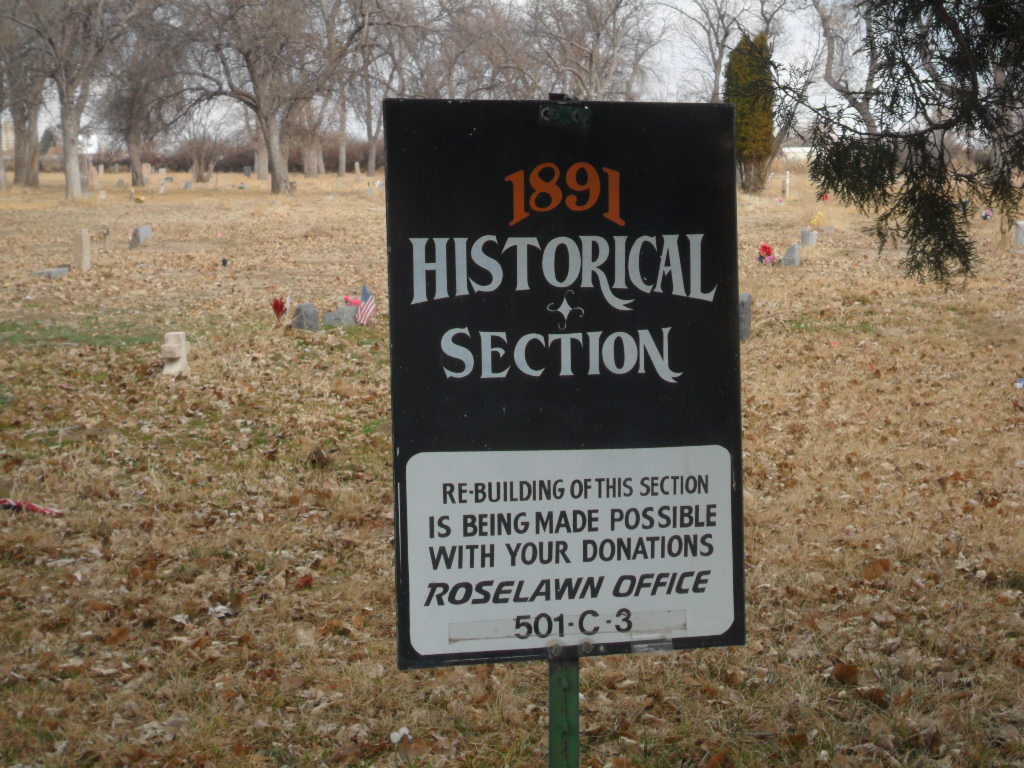 1891
HISTORICAL
SECTION
RE-BUILDING OF THIS SECTION
IS BEING MADE POSSIBLE
WITH YOUR DONATIONS
ROSELAWN OFFICE
501-C-3